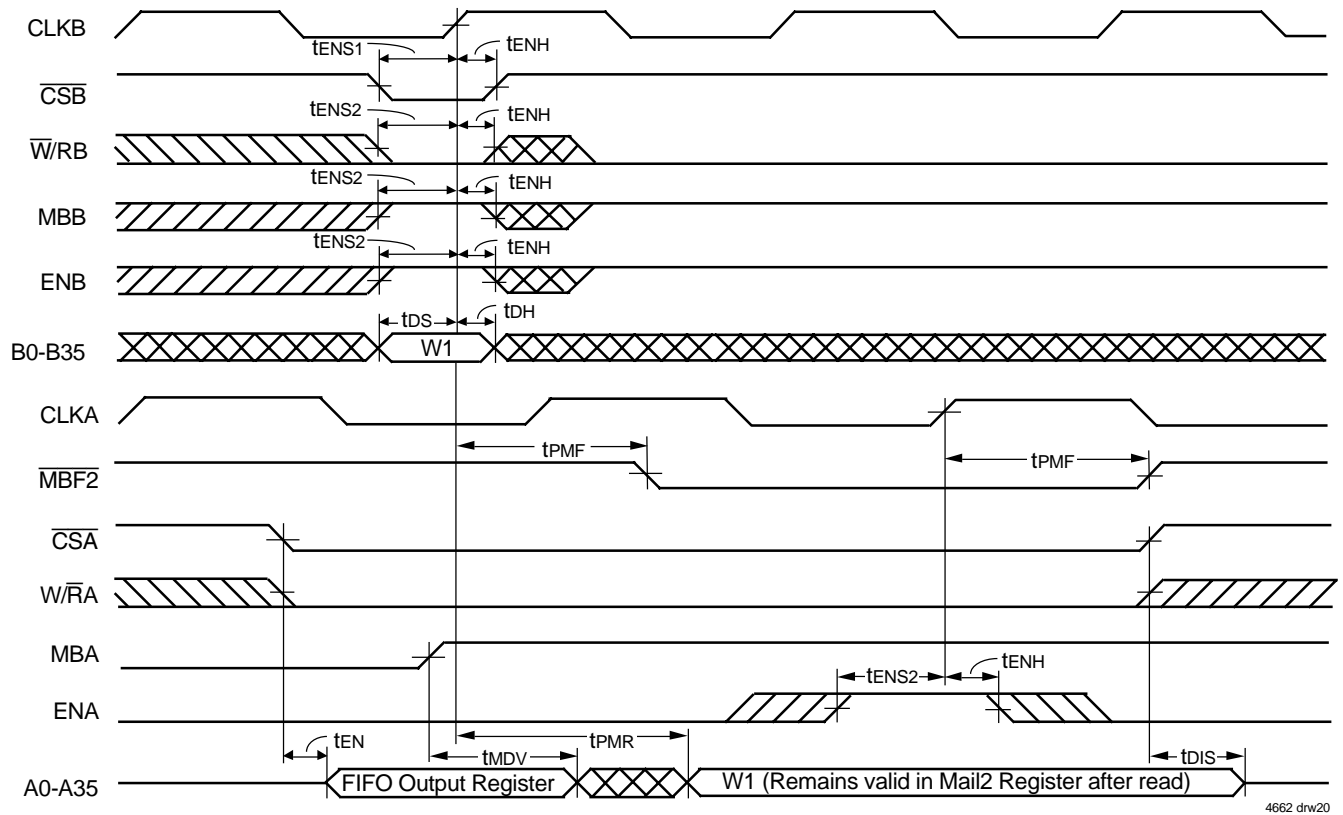 CLKB
tENS1 tENH
CSB
tENS2 tENH
W/RB
tENS2 tENH
MBB
tENS2 tENH
ENB
tDS tDH
B0-B35 W1
CLKA
tPMF tPMF
MBF2
CSA
W/RA
MBA
tENS2 tENH
ENA
tEN tMDV tPMR tDIS
A0-A35 FIFO Output Register W1 (Remains valid in Mail2 Register after read)
4662 drw20